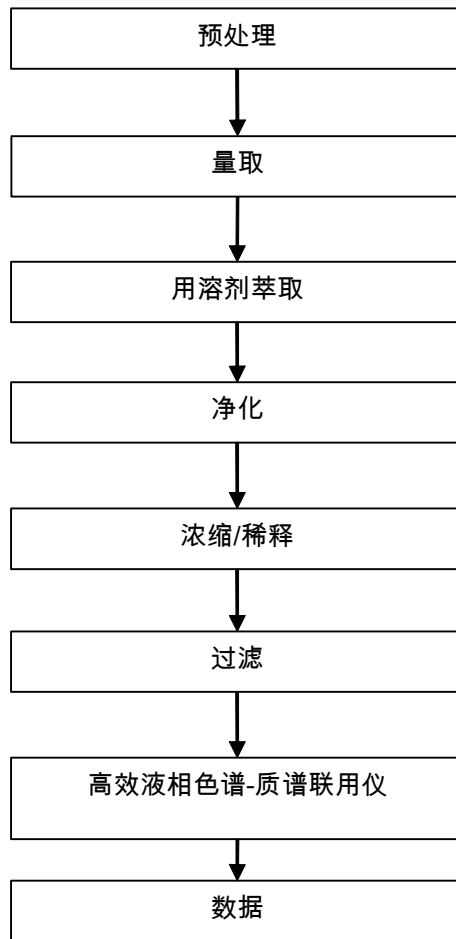 预处理
量取
用溶剂萃取
净化
浓缩/稀释
过滤
高效液相色谱-质谱联用仪
数据